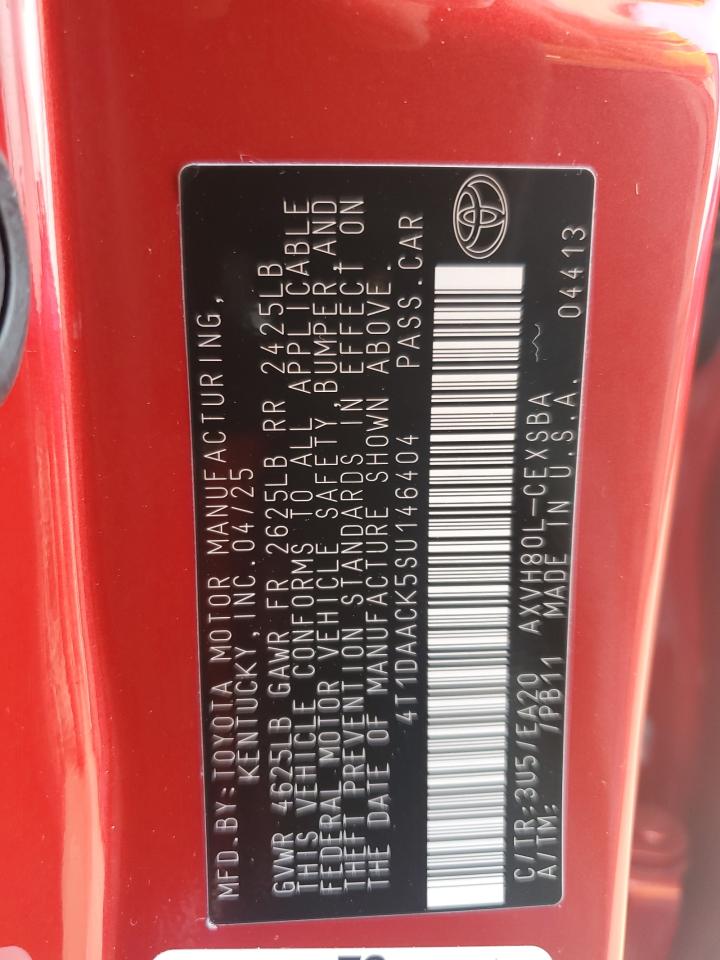 MFD.BY:TOYOTA MOTOR MANUFACTURING,
KENTUCKY, INC. 04/25
GVWR 4625LB GAWR FR 2625LB RR 2425LB
THIS VEHICLE CONFORMS TO ALL APPLICABLE
FEDERAL MOTOR VEHICLE SAFETY, BUMPER, AND
THEFT PREVENTION STANDARDS IN EFFECT ON
THE DATE OF MANUFACTURE SHOWN ABOVE.
4T1DAACK5SU146404 PASS.CAR
C/TR:3U5/EA20 AXVH80L-CEXSBA
A/TM: /PB11 MADE IN U.S.A. 04413